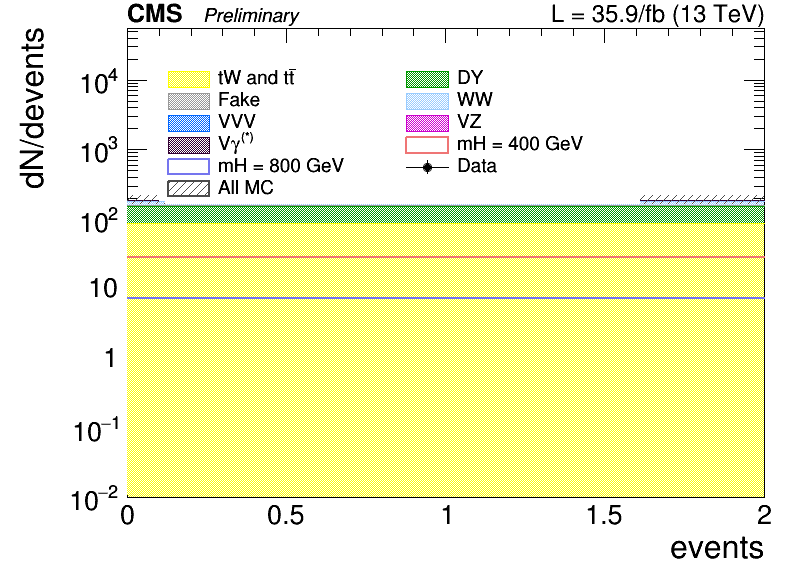 CMS Preliminary L = 35.9/fb (13 TeV)
dN/devents
10⁴
10³
10²
10
1
10⁻¹
10⁻²
tW and tt̄ DY
Fake WW
VVV VZ
Vγ⁽*⁾ mH = 400 GeV
mH = 800 GeV Data
All MC
0 0.5 1 1.5 2
events